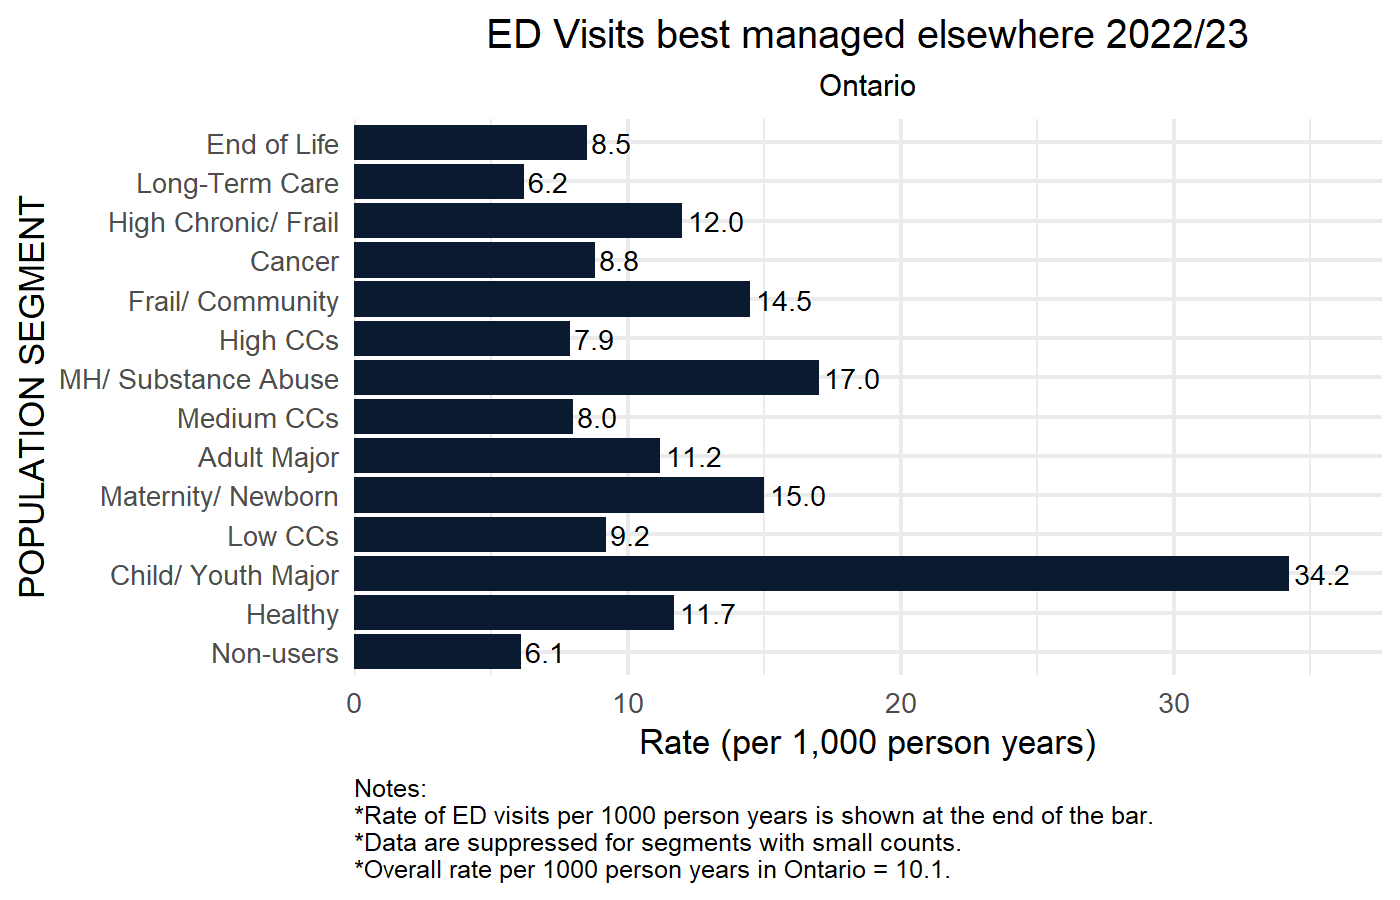 ED Visits best managed elsewhere 2022/23
Ontario
POPULATION SEGMENT
End of Life 8.5
Long-Term Care 6.2
High Chronic/ Frail 12.0
Cancer 8.8
Frail/ Community 14.5
High CCs 7.9
MH/ Substance Abuse 17.0
Medium CCs 8.0
Adult Major 11.2
Maternity/ Newborn 15.0
Low CCs 9.2
Child/ Youth Major 34.2
Healthy 11.7
Non-users 6.1
0 10 20 30
Rate (per 1,000 person years)
Notes:
*Rate of ED visits per 1000 person years is shown at the end of the bar.
*Data are suppressed for segments with small counts.
*Overall rate per 1000 person years in Ontario = 10.1.